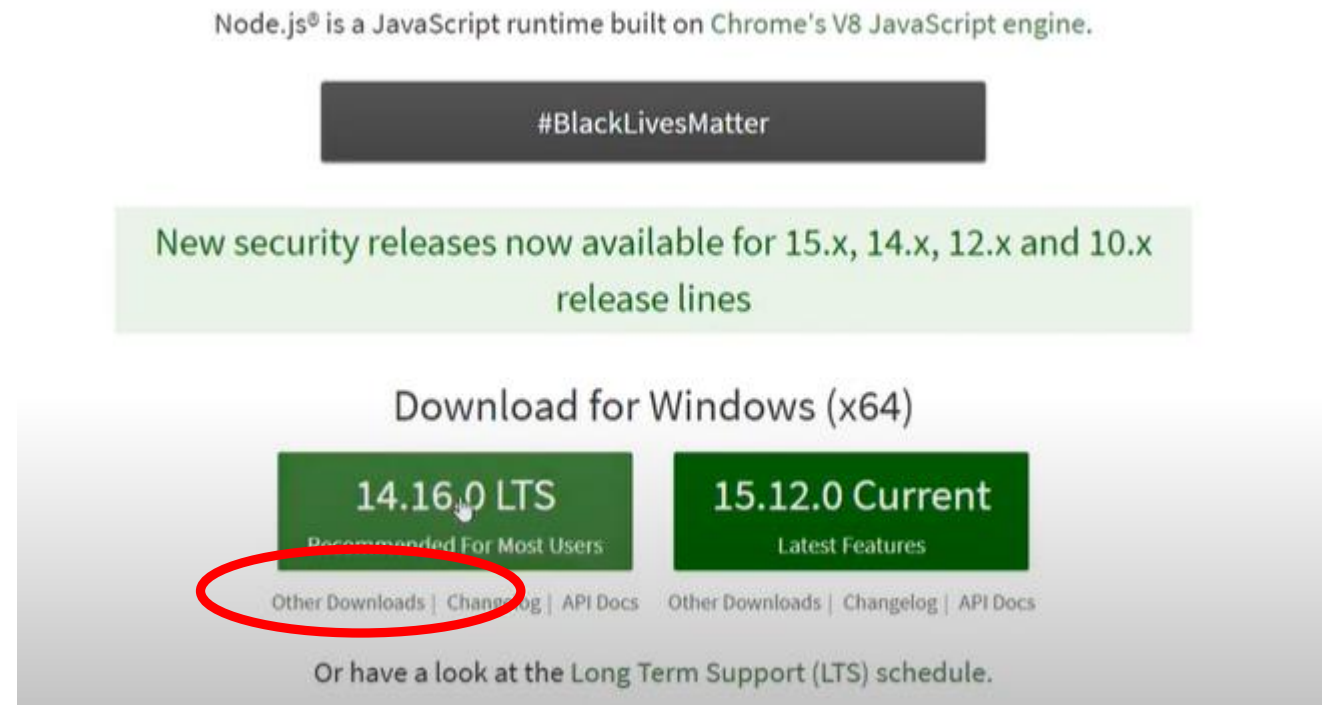 Node.js® is a JavaScript runtime built on Chrome's V8 JavaScript engine.
#BlackLivesMatter
New security releases now available for 15.x, 14.x, 12.x and 10.x
release lines
Download for Windows (x64)
14.16.0 LTS
Recommended For Most Users
Other Downloads | Changelog | API Docs
15.12.0 Current
Latest Features
Other Downloads | Changelog | API Docs
Or have a look at the Long Term Support (LTS) schedule.